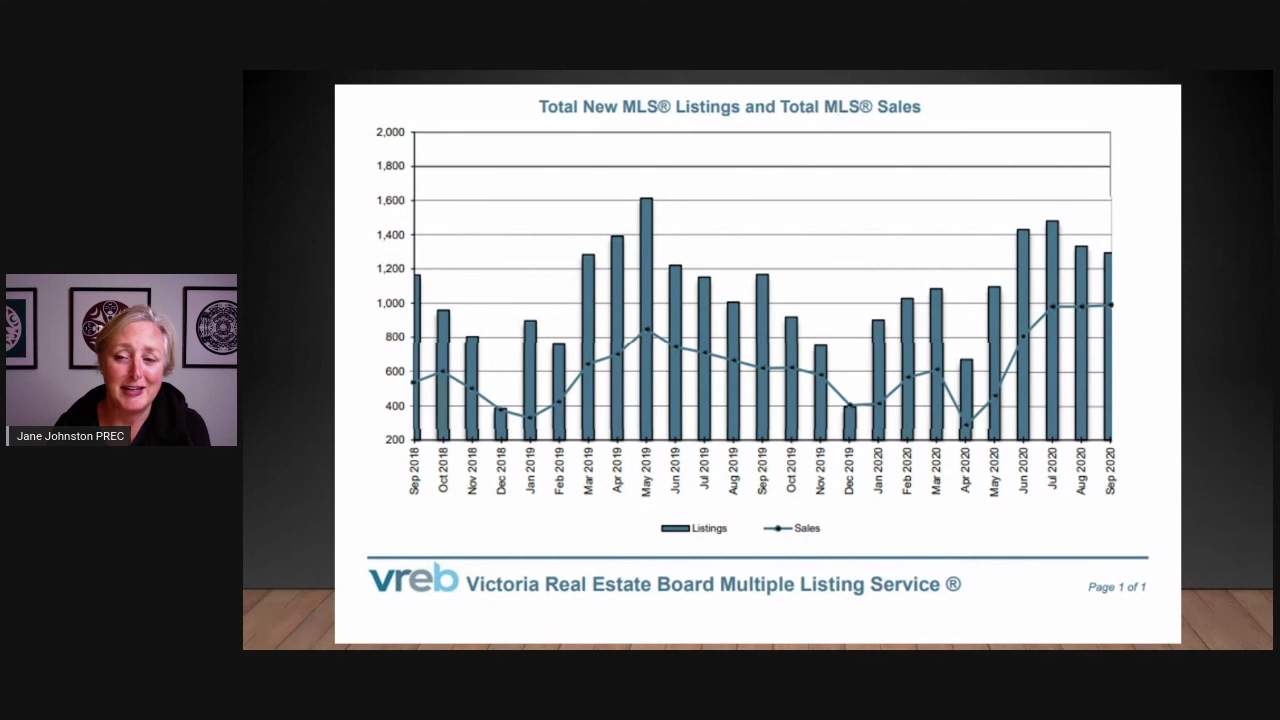 Total New MLS® Listings and Total MLS® Sales
2,000
1,800
1,600
1,400
1,200
1,000
800
600
400
200
Sep 2018
Oct 2018
Nov 2018
Dec 2018
Jan 2019
Feb 2019
Mar 2019
Apr 2019
May 2019
Jun 2019
Jul 2019
Aug 2019
Sep 2019
Oct 2019
Nov 2019
Dec 2019
Jan 2020
Feb 2020
Mar 2020
Apr 2020
May 2020
Jun 2020
Jul 2020
Aug 2020
Sep 2020
Listings Sales
vreb Victoria Real Estate Board Multiple Listing Service ® Page 1 of 1
Jane Johnston PREC